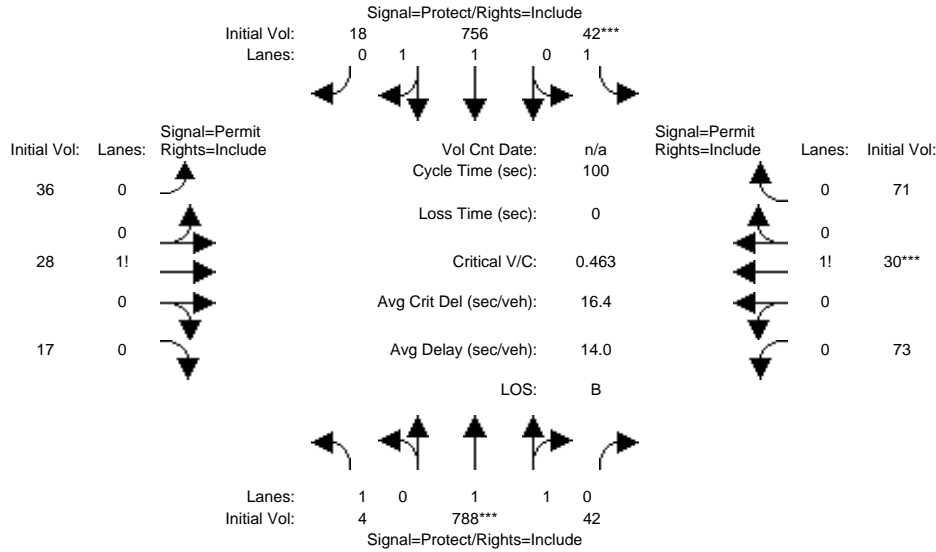 Signal=Protect/Rights=Include
Initial Vol: 18 756 42***
Lanes: 0 1 1 0 1
Signal=Permit
Initial Vol: Lanes: Rights=Include
Vol Cnt Date: n/a
Signal=Permit
Rights=Include Lanes: Initial Vol:
Cycle Time (sec): 100
36 0 0 71
Loss Time (sec): 0
0 0
28 1! Critical V/C: 0.463 1! 30***
0 Avg Crit Del (sec/veh): 16.4 0
17 0 Avg Delay (sec/veh): 14.0 0 73
LOS: B
Lanes: 1 0 1 1 0
Initial Vol: 4 788*** 42
Signal=Protect/Rights=Include